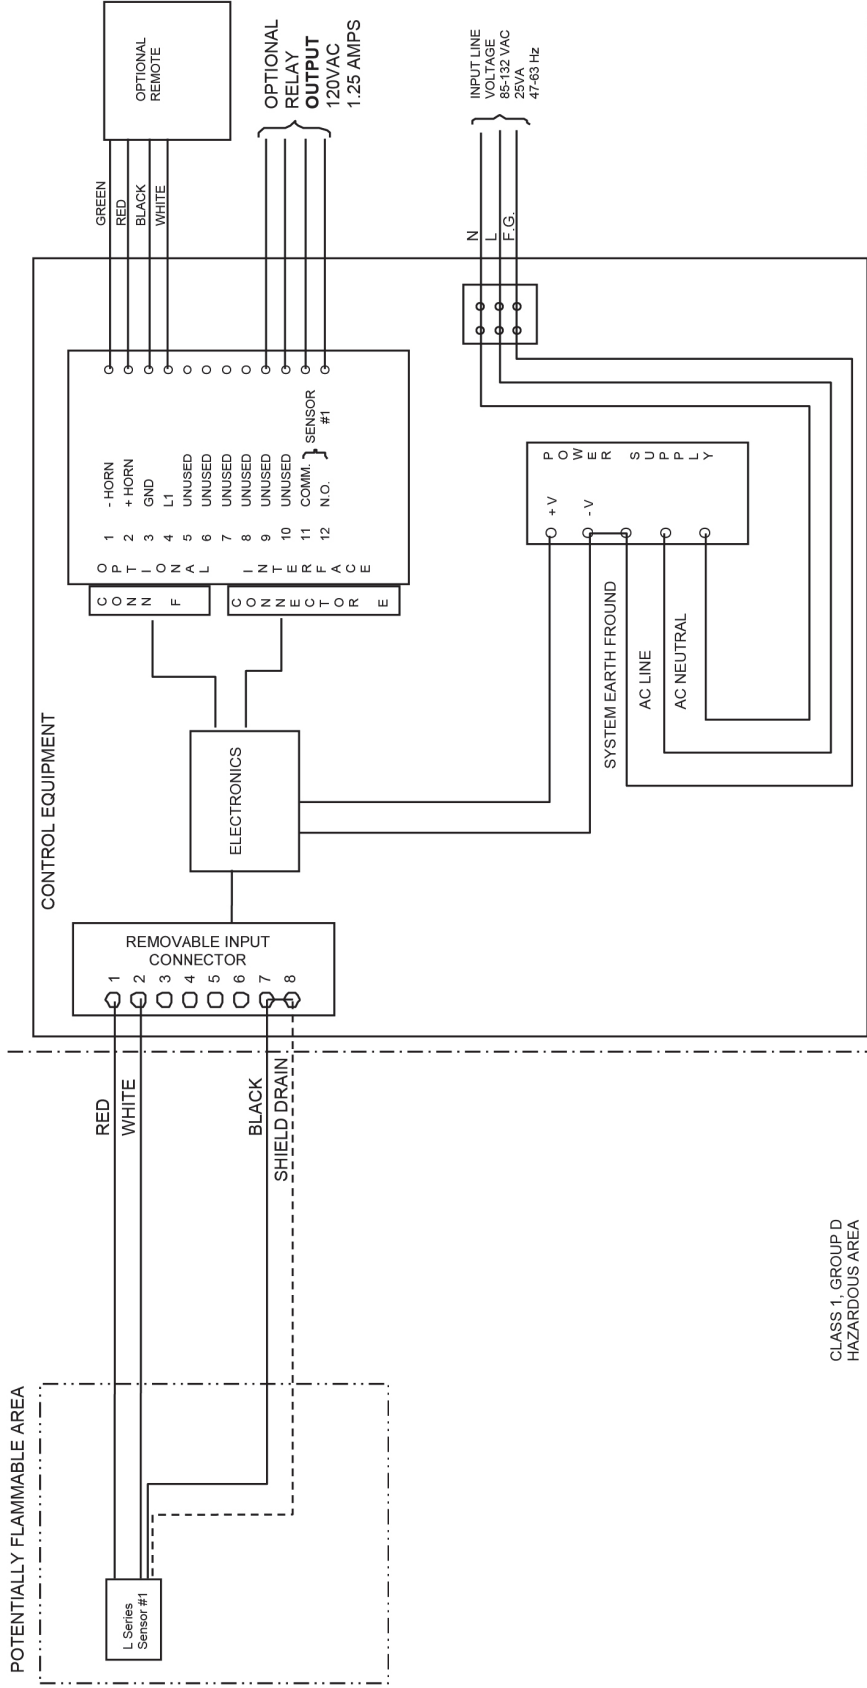 POTENTIALLY FLAMMABLE AREA
L Series
Sensor #1
CLASS 1, GROUP D
HAZARDOUS AREA
RED
WHITE
BLACK
SHIELD DRAIN
CONTROL EQUIPMENT
REMOVABLE INPUT
CONNECTOR
1
2
3
4
5
6
7
8
ELECTRONICS
CONN F
CONNECTOR E
OPTIONAL INTERFACE
1 - HORN
2 + HORN
3 GND
4 L1
5 UNUSED
6 UNUSED
7 UNUSED
8 UNUSED
9 UNUSED
10 UNUSED
11 COMM.
12 N.O.
SENSOR
#1
SYSTEM EARTH FROUND
AC LINE
AC NEUTRAL
+ V
- V
POWER SUPPLY
GREEN
RED
BLACK
WHITE
OPTIONAL
REMOTE
OPTIONAL
RELAY
OUTPUT
120VAC
1.25 AMPS
N
L
F.G.
INPUT LINE
VOLTAGE
85-132 VAC
25VA
47-63 Hz